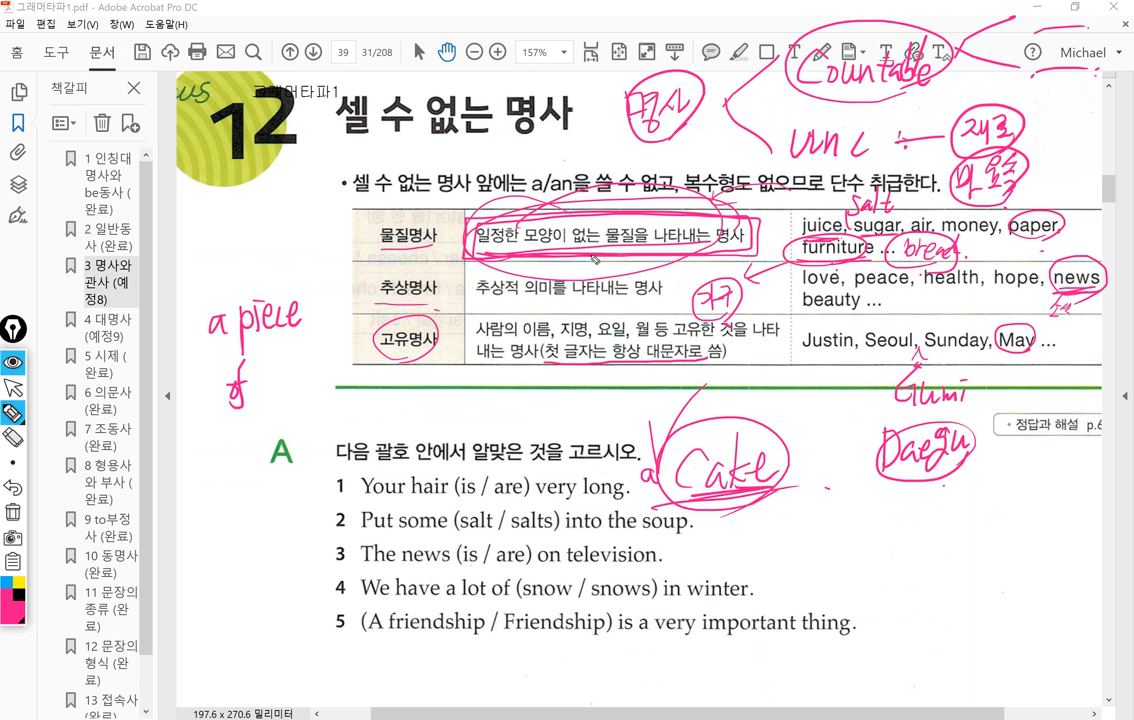 그래머타파1.pdf - Adobe Acrobat Pro DC
파일 편집 보기(V) 창(W) 도움말(H)
홈 도구 문서 39 31/208 157% Michael
책갈피
1 인칭대
명사와
be동사 (
완료)
2 일반동
사 (완료)
3 명사와
관사 (예
정8)
4 대명사
(예정9)
5 시제 (
완료)
6 의문사
(완료)
7 조동사
(완료)
8 형용사
와 부사 (
완료)
9 to부정
사 (완료)
10 동명사
(완료)
11 문장의
종류 (완
료)
12 문장의
형식 (완
료)
13 접속사
(완료)
그래머타파1
12 셀 수 없는 명사
명사
Countable
unc
재료
• 셀 수 없는 명사 앞에는 a/an을 쓸 수 없고, 복수형도 없으므로 단수 취급한다.
salt
물질명사 일정한 모양이 없는 물질을 나타내는 명사 juice, sugar, air, money, paper,
furniture ... bread
추상명사 추상적 의미를 나타내는 명사 love, peace, health, hope, news
가구
beauty ...
고유명사 사람의 이름, 지명, 요일, 월 등 고유한 것을 나타
내는 명사(첫 글자는 항상 대문자로 씀) Justin, Seoul, Sunday, May ...
a piece
of
Gumi
Daegu
• 정답과 해설 p.6
A 다음 괄호 안에서 알맞은 것을 고르시오.
a Cake
1 Your hair (is / are) very long.
2 Put some (salt / salts) into the soup.
3 The news (is / are) on television.
4 We have a lot of (snow / snows) in winter.
5 (A friendship / Friendship) is a very important thing.
197.6 x 270.6 밀리미터